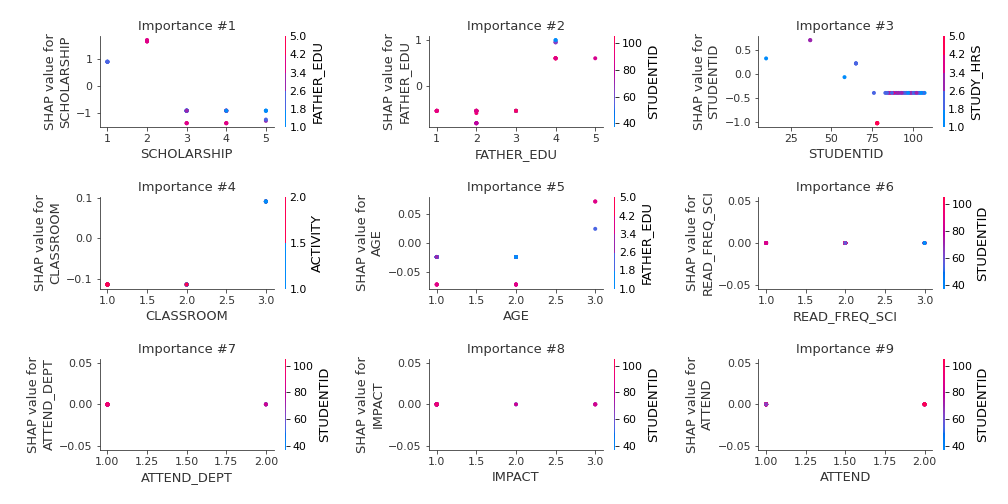 Importance #1
SHAP value for
SCHOLARSHIP
1
0
−1
1 2 3 4 5
SCHOLARSHIP
5.0
4.2
3.4
2.6
1.8
1.0
FATHER_EDU
Importance #2
SHAP value for
FATHER_EDU
1
0
1 2 3 4 5
FATHER_EDU
100
80
60
40
STUDENTID
Importance #3
SHAP value for
STUDENTID
0.5
0.0
−0.5
−1.0
25 50 75 100
STUDENTID
5.0
4.2
3.4
2.6
1.8
1.0
STUDY_HRS
Importance #4
SHAP value for
CLASSROOM
0.1
0.0
−0.1
1.0 1.5 2.0 2.5 3.0
CLASSROOM
2.0
1.5
1.0
ACTIVITY
Importance #5
SHAP value for
AGE
0.05
0.00
−0.05
1.0 1.5 2.0 2.5 3.0
AGE
5.0
4.2
3.4
2.6
1.8
1.0
FATHER_EDU
Importance #6
SHAP value for
READ_FREQ_SCI
0.05
0.00
−0.05
1.0 1.5 2.0 2.5 3.0
READ_FREQ_SCI
100
80
60
40
STUDENTID
Importance #7
SHAP value for
ATTEND_DEPT
0.05
0.00
−0.05
1.00 1.25 1.50 1.75 2.00
ATTEND_DEPT
100
80
60
40
STUDENTID
Importance #8
SHAP value for
IMPACT
0.05
0.00
−0.05
1.0 1.5 2.0 2.5 3.0
IMPACT
100
80
60
40
STUDENTID
Importance #9
SHAP value for
ATTEND
0.05
0.00
−0.05
1.00 1.25 1.50 1.75 2.00
ATTEND
100
80
60
40
STUDENTID